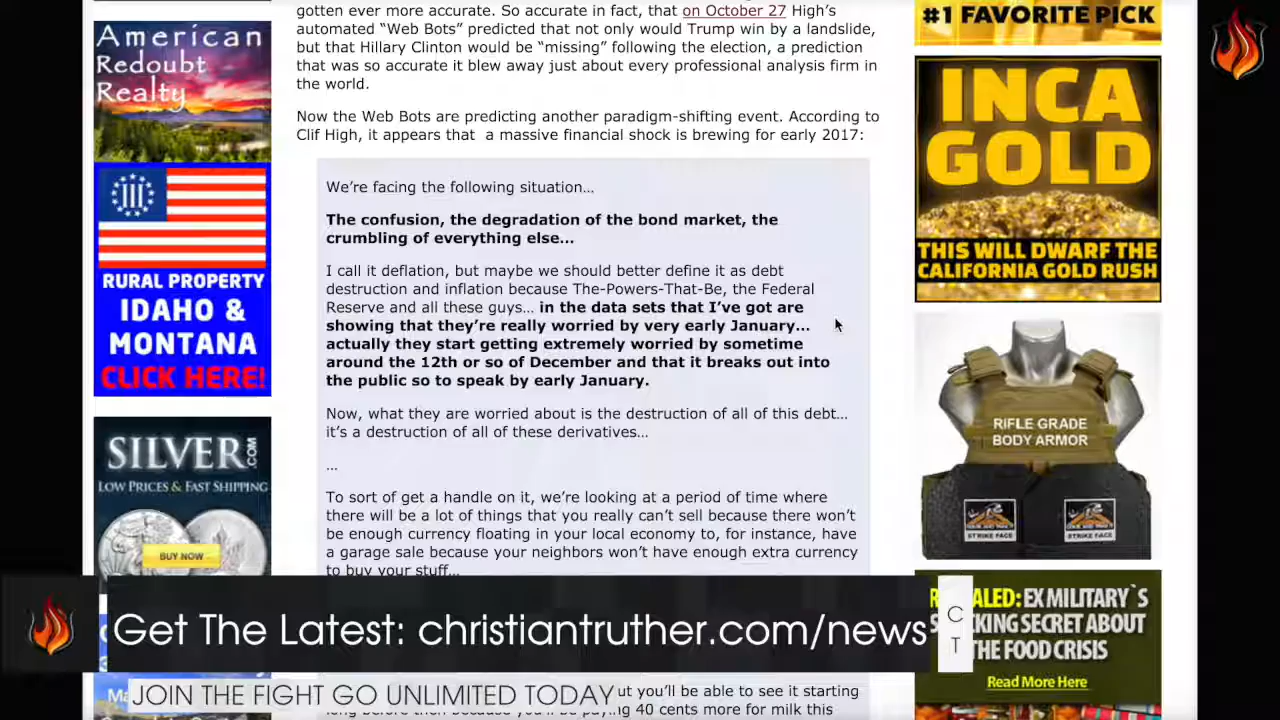 American
Redoubt
Realty
RURAL PROPERTY
IDAHO &
MONTANA
CLICK HERE!
SILVER.COM
LOW PRICES & FAST SHIPPING
BUY NOW
gotten ever more accurate. So accurate in fact, that on October 27 High's
automated “Web Bots” predicted that not only would Trump win by a landslide,
but that Hillary Clinton would be “missing” following the election, a prediction
that was so accurate it blew away just about every professional analysis firm in
the world.
Now the Web Bots are predicting another paradigm-shifting event. According to
Clif High, it appears that a massive financial shock is brewing for early 2017:
We're facing the following situation…
The confusion, the degradation of the bond market, the
crumbling of everything else…
I call it deflation, but maybe we should better define it as debt
destruction and inflation because The-Powers-That-Be, the Federal
Reserve and all these guys… in the data sets that I've got are
showing that they're really worried by very early January…
actually they start getting extremely worried by sometime
around the 12th or so of December and that it breaks out into
the public so to speak by early January.
Now, what they are worried about is the destruction of all of this debt…
it's a destruction of all of these derivatives…
…
To sort of get a handle on it, we're looking at a period of time where
there will be a lot of things that you really can't sell because there won't
be enough currency floating in your local economy to, for instance, have
a garage sale because your neighbors won't have enough extra currency
to buy your stuff…
ut you'll be able to see it starting
long before then because you'll be paying 40 cents more for milk this
#1 FAVORITE PICK
INCA
GOLD
THIS WILL DWARF THE
CALIFORNIA GOLD RUSH
RIFLE GRADE
BODY ARMOR
STRIKE FACE
STRIKE FACE
ALED: EX MILITARY`S
CKING SECRET ABOUT
THE FOOD CRISIS
Read More Here
Get The Latest: christiantruther.com/news
C
T
JOIN THE FIGHT GO UNLIMITED TODAY